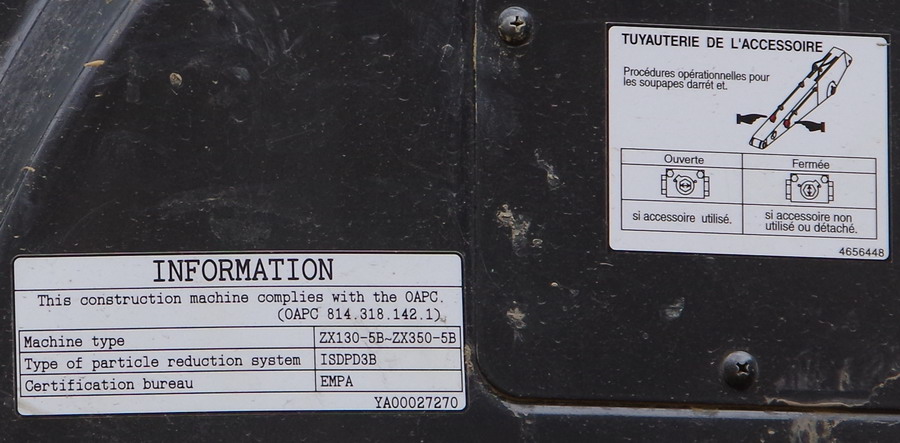 INFORMATION
This construction machine complies with the OAPC.
(OAPC 814.318.142.1)
Machine type ZX130-5B~ZX350-5B
Type of particle reduction system ISDPD3B
Certification bureau EMPA
YA00027270
TUYAUTERIE DE L'ACCESSOIRE
Procédures opérationnelles pour
les soupapes darrét et.
Ouverte Fermée
si accessoire utilisé. si accessoire non
utilisé ou détaché.
4656448